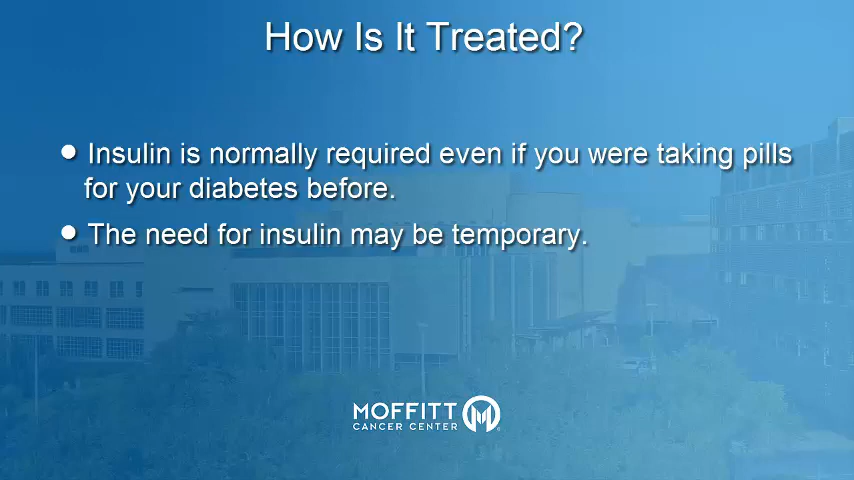 How Is It Treated?
● Insulin is normally required even if you were taking pills
for your diabetes before.
● The need for insulin may be temporary.
MOFFITT
CANCER CENTER